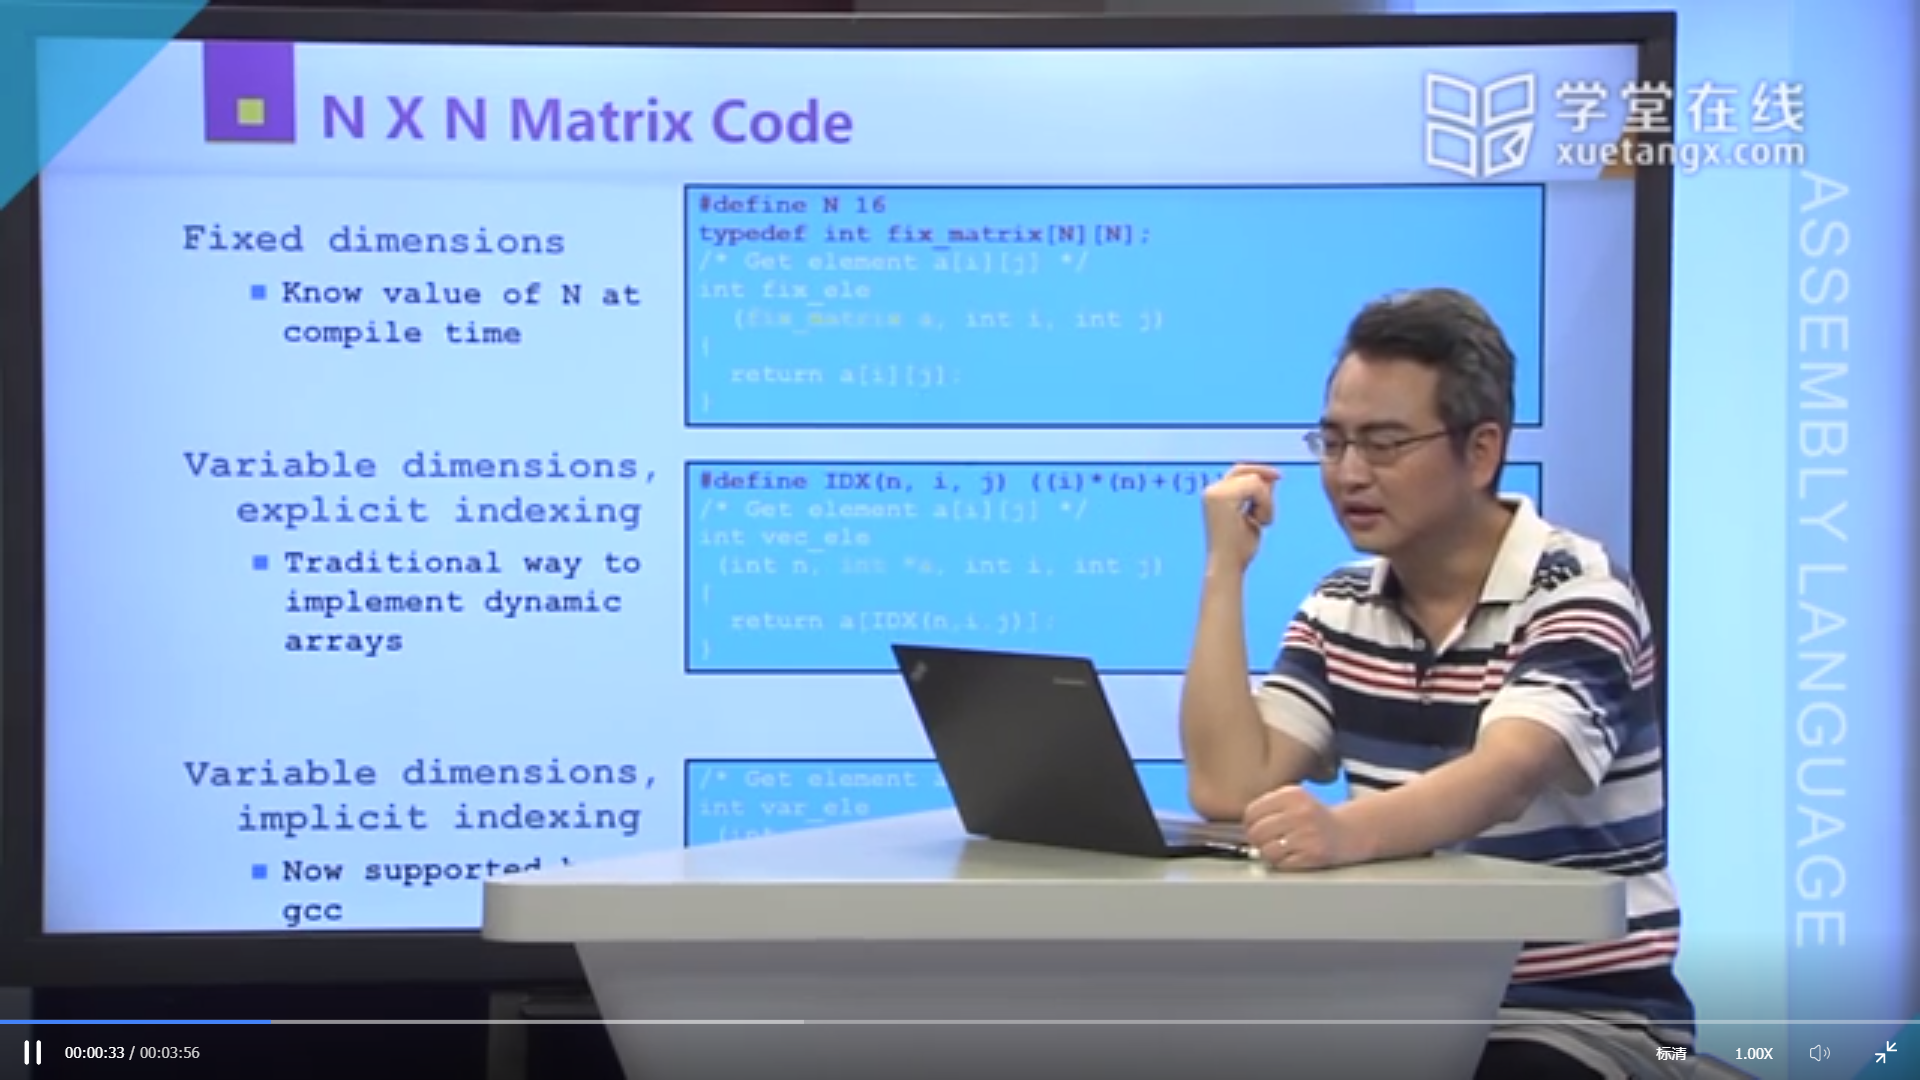 N X N Matrix Code
学堂在线
xuetangx.com
ASSEMBLY LANGUAGE
Fixed dimensions
Know value of N at
compile time
#define N 16
typedef int fix_matrix[N][N];
/* Get element a[i][j] */
int fix_ele
(fix_matrix a, int i, int j)
{
return a[i][j];
}
Variable dimensions,
explicit indexing
Traditional way to
implement dynamic
arrays
#define IDX(n, i, j) ((i)*(n)+(j)
/* Get element a[i][j] */
int vec_ele
(int n, int *a, int i, int j)
{
return a[IDX(n,i,j)];
}
Variable dimensions,
implicit indexing
Now supported
gcc
/* Get element
int var_ele
(int
00:00:33 / 00:03:56
标清
1.00X